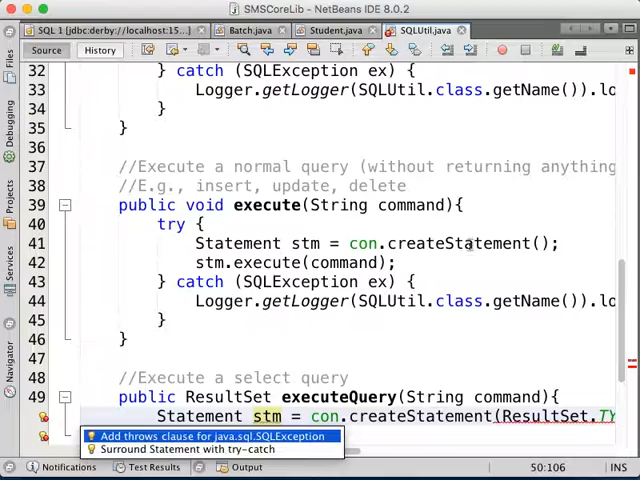 SMSCoreLib - NetBeans IDE 8.0.2
SQL 1 [jdbc:derby://localhost:15... Batch.java Student.java SQLUtil.java
Source History
Files
Debugging
Projects
Services
Navigator
32 } catch (SQLException ex) {
33 Logger.getLogger(SQLUtil.class.getName()).lo
34 }
35 }
36
37 //Execute a normal query (without returning anything
38 //E.g., insert, update, delete
39 public void execute(String command){
40 try {
41 Statement stm = con.createStatement();
42 stm.execute(command);
43 } catch (SQLException ex) {
44 Logger.getLogger(SQLUtil.class.getName()).lo
45 }
46 }
47
48 //Execute a select query
49 public ResultSet executeQuery(String command){
Statement stm = con.createStatement(ResultSet.TY
Add throws clause for java.sql.SQLException
Surround Statement with try-catch
Notifications Test Results Output 50:106